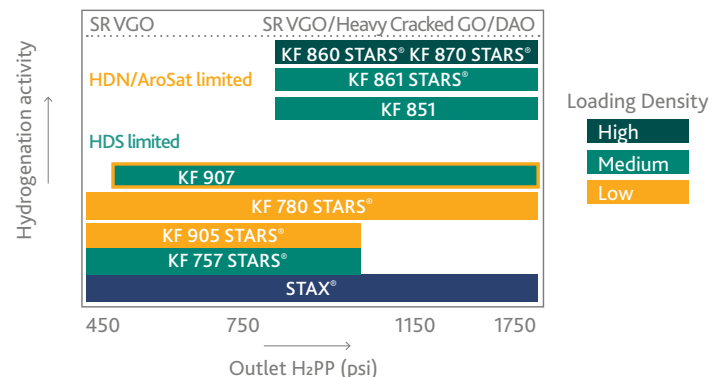 SR VGO SR VGO/Heavy Cracked GO/DAO
KF 860 STARS® KF 870 STARS®
HDN/AroSat limited KF 861 STARS®
KF 851
HDS limited
KF 907
KF 780 STARS®
KF 905 STARS®
KF 757 STARS®
STAX®
450 750 1150 1750
Outlet H₂PP (psi)
Hydrogenation activity
Loading Density
High
Medium
Low